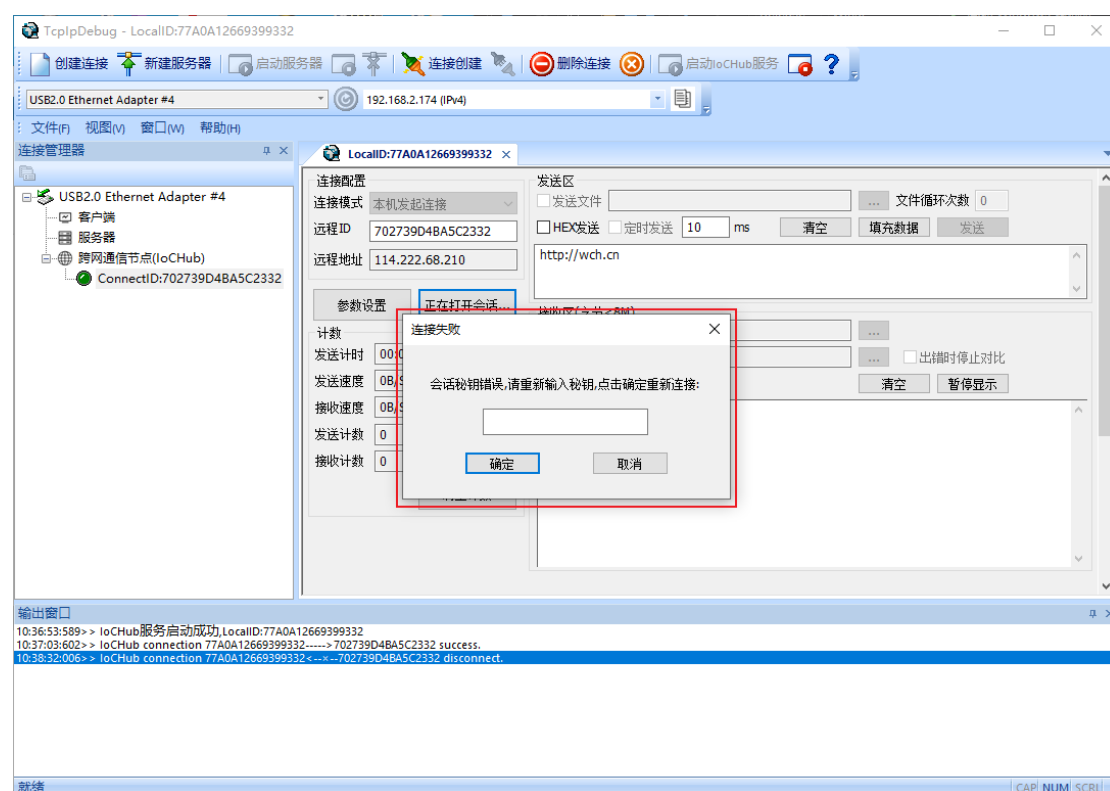 TcpIpDebug - LocalID:77A0A12669399332
创建连接 新建服务器 启动服务器 连接创建 删除连接 启动IoCHub服务 ?
USB2.0 Ethernet Adapter #4 192.168.2.174 (IPv4)
文件(F) 视图(V) 窗口(W) 帮助(H)
连接管理器
USB2.0 Ethernet Adapter #4
客户端
服务器
跨网通信节点(IoCHub)
ConnectID:702739D4BA5C2332
LocalID:77A0A12669399332
连接配置
连接模式 本机发起连接
远程ID 702739D4BA5C2332
远程地址 114.222.68.210
参数设置 正在打开会话...
计数
发送计时 00:0
发送速度 0B/S
接收速度 0B/S
发送计数 0
接收计数 0
发送区
发送文件 ... 文件循环次数 0
HEX发送 定时发送 10 ms 清空 填充数据 发送
http://wch.cn
...
... 出错时停止对比
清空 暂停显示
连接失败
会话秘钥错误,请重新输入秘钥,点击确定重新连接:
确定 取消
输出窗口
10:36:53:589>> IoCHub服务启动成功,LocalID:77A0A12669399332
10:37:03:602>> IoCHub connection 77A0A12669399332----->702739D4BA5C2332 success.
10:38:32:006>> IoCHub connection 77A0A12669399332<--×--702739D4BA5C2332 disconnect.
就绪 CAP NUM SCRL